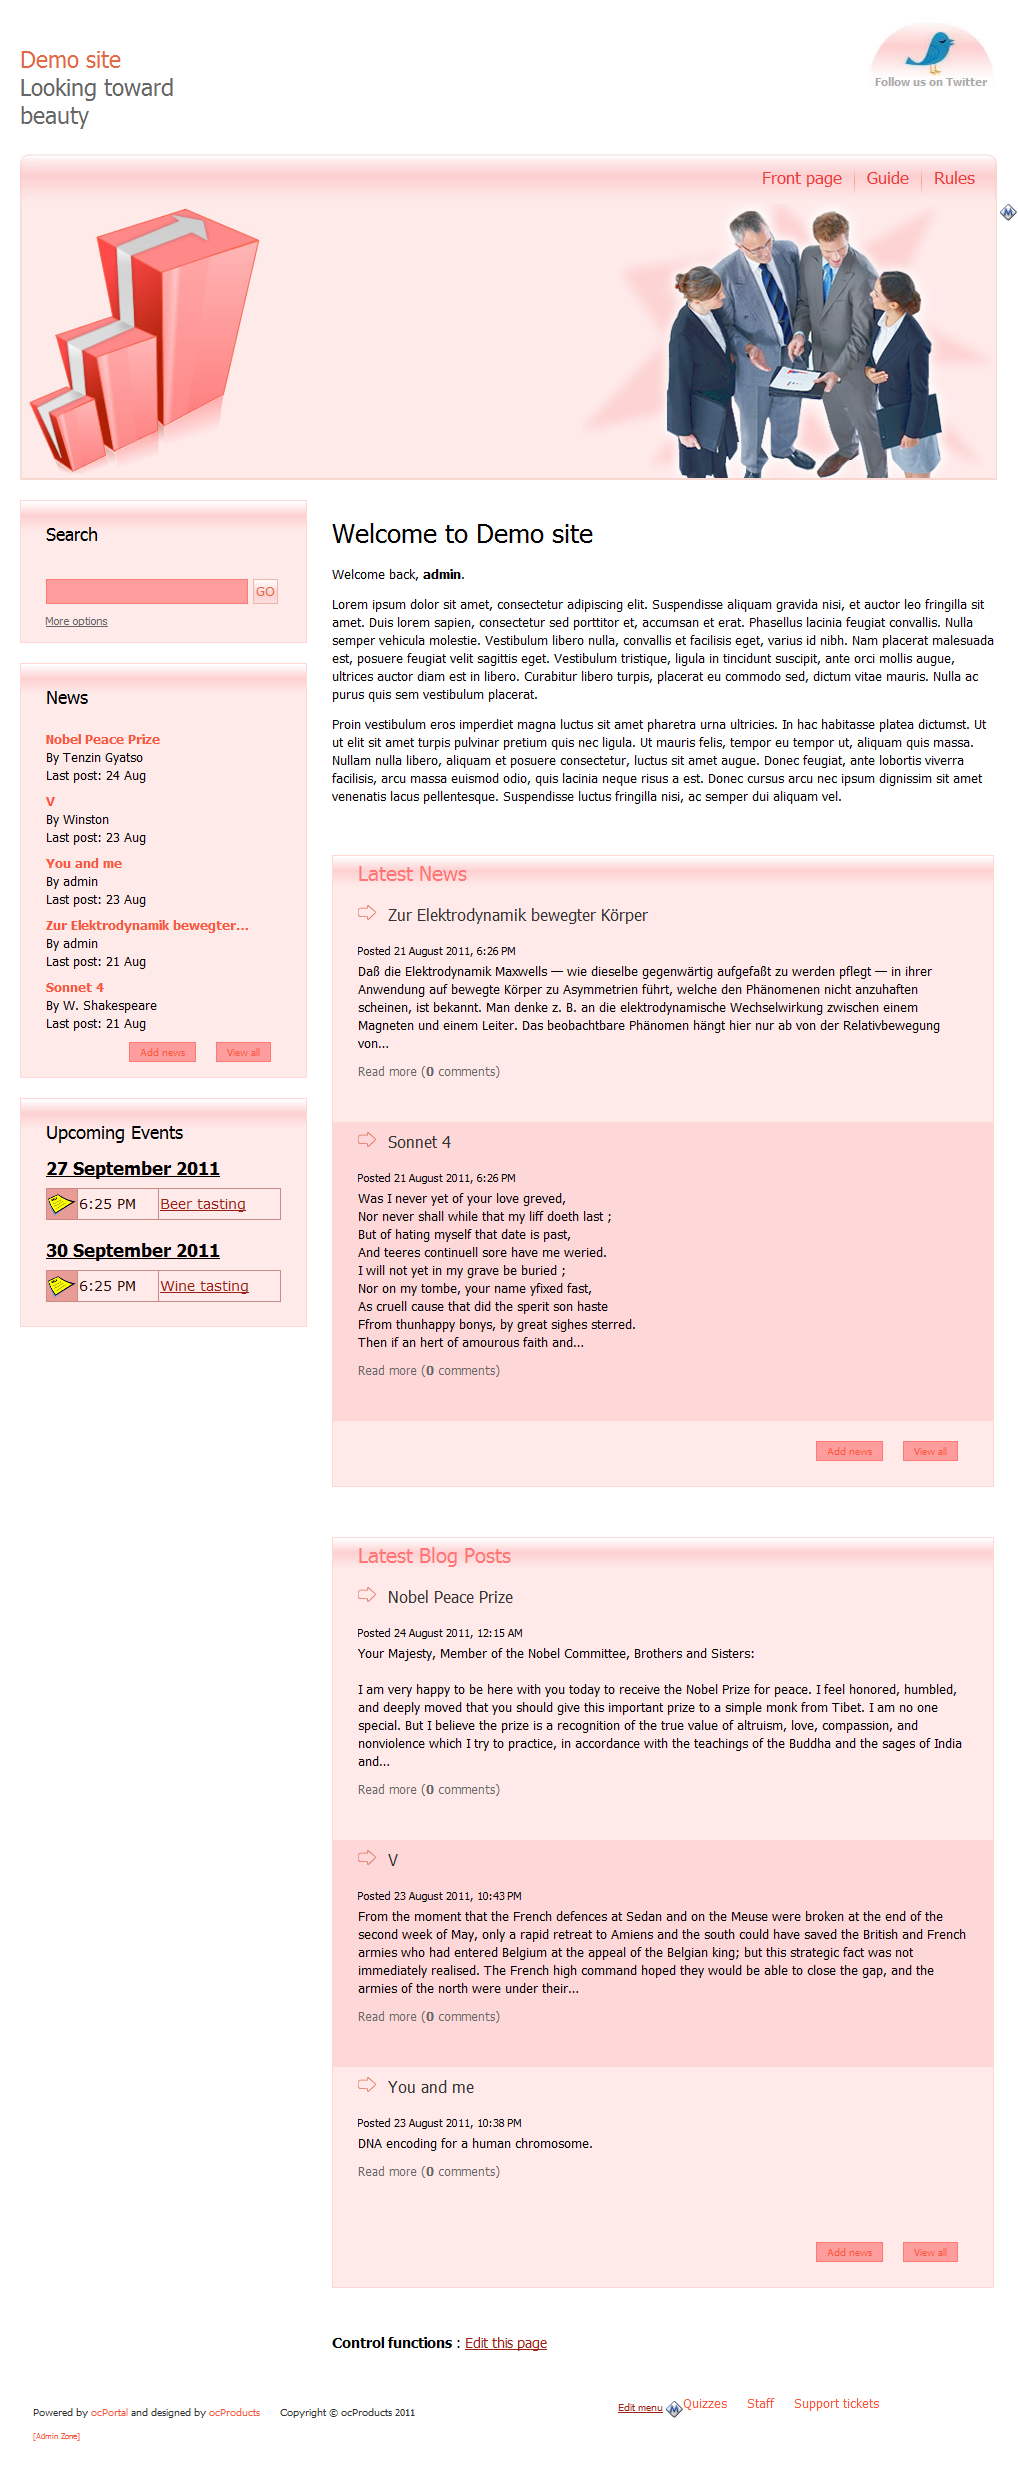 Demo site
Looking toward
beauty
Follow us on Twitter
Front page
Guide
Rules
Search
GO
More options
News
Nobel Peace Prize
By Tenzin Gyatso
Last post: 24 Aug
V
By Winston
Last post: 23 Aug
You and me
By admin
Last post: 23 Aug
Zur Elektrodynamik bewegter...
By admin
Last post: 21 Aug
Sonnet 4
By W. Shakespeare
Last post: 21 Aug
Add news
View all
Upcoming Events
27 September 2011
6:25 PM Beer tasting
30 September 2011
6:25 PM Wine tasting
Welcome to Demo site
Welcome back, admin.
Lorem ipsum dolor sit amet, consectetur adipiscing elit. Suspendisse aliquam gravida nisi, et auctor leo fringilla sit
amet. Duis lorem sapien, consectetur sed porttitor et, accumsan et erat. Phasellus lacinia feugiat convallis. Nulla
semper vehicula molestie. Vestibulum libero nulla, convallis et facilisis eget, varius id nibh. Nam placerat malesuada
est, posuere feugiat velit sagittis eget. Vestibulum tristique, ligula in tincidunt suscipit, ante orci mollis augue,
ultrices auctor diam est in libero. Curabitur libero turpis, placerat eu commodo sed, dictum vitae mauris. Nulla ac
purus quis sem vestibulum placerat.
Proin vestibulum eros imperdiet magna luctus sit amet pharetra urna ultricies. In hac habitasse platea dictumst. Ut
ut elit sit amet turpis pulvinar pretium quis nec ligula. Ut mauris felis, tempor eu tempor ut, aliquam quis massa.
Nullam nulla libero, aliquam et posuere consectetur, luctus sit amet augue. Donec feugiat, ante lobortis viverra
facilisis, arcu massa euismod odio, quis lacinia neque risus a est. Donec cursus arcu nec ipsum dignissim sit amet
venenatis lacus pellentesque. Suspendisse luctus fringilla nisi, ac semper dui aliquam vel.
Latest News
Zur Elektrodynamik bewegter Körper
Posted 21 August 2011, 6:26 PM
Daß die Elektrodynamik Maxwells — wie dieselbe gegenwärtig aufgefaßt zu werden pflegt — in ihrer
Anwendung auf bewegte Körper zu Asymmetrien führt, welche den Phänomenen nicht anzuhaften
scheinen, ist bekannt. Man denke z. B. an die elektrodynamische Wechselwirkung zwischen einem
Magneten und einem Leiter. Das beobachtbare Phänomen hängt hier nur ab von der Relativbewegung
von...
Read more (0 comments)
Sonnet 4
Posted 21 August 2011, 6:26 PM
Was I never yet of your love greved,
Nor never shall while that my liff doeth last ;
But of hating myself that date is past,
And teeres continuell sore have me weried.
I will not yet in my grave be buried ;
Nor on my tombe, your name yfixed fast,
As cruell cause that did the sperit son haste
Ffrom thunhappy bonys, by great sighes sterred.
Then if an hert of amourous faith and...
Read more (0 comments)
Add news
View all
Latest Blog Posts
Nobel Peace Prize
Posted 24 August 2011, 12:15 AM
Your Majesty, Member of the Nobel Committee, Brothers and Sisters:
I am very happy to be here with you today to receive the Nobel Prize for peace. I feel honored, humbled,
and deeply moved that you should give this important prize to a simple monk from Tibet. I am no one
special. But I believe the prize is a recognition of the true value of altruism, love, compassion, and
nonviolence which I try to practice, in accordance with the teachings of the Buddha and the sages of India
and...
Read more (0 comments)
V
Posted 23 August 2011, 10:43 PM
From the moment that the French defences at Sedan and on the Meuse were broken at the end of the
second week of May, only a rapid retreat to Amiens and the south could have saved the British and French
armies who had entered Belgium at the appeal of the Belgian king; but this strategic fact was not
immediately realised. The French high command hoped they would be able to close the gap, and the
armies of the north were under their...
Read more (0 comments)
You and me
Posted 23 August 2011, 10:38 PM
DNA encoding for a human chromosome.
Read more (0 comments)
Add news
View all
Control functions : Edit this page
Powered by ocPortal and designed by ocProducts
Copyright © ocProducts 2011
[Admin Zone]
Edit menu
M
Quizzes
Staff
Support tickets